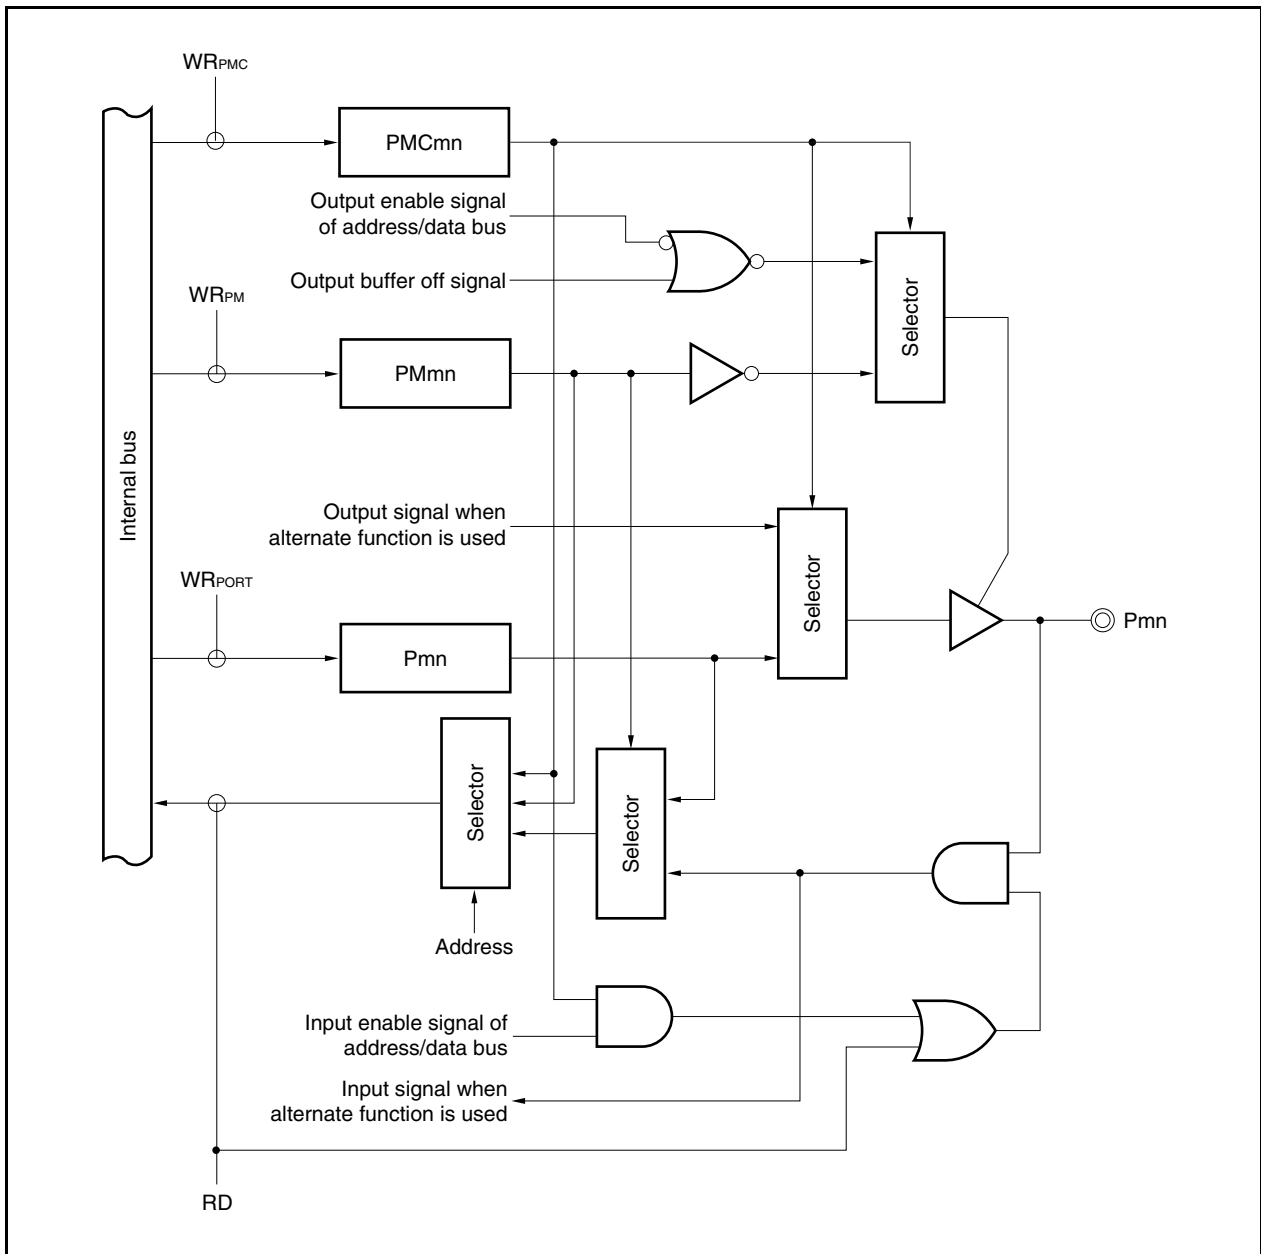 WRPMC
PMCmn
Output enable signal
of address/data bus
Output buffer off signal
Selector
WRPM
PMmn
Internal bus
Output signal when
alternate function is used
Selector
WRPORT
Pmn
Pmn
Selector
Selector
Address
Input enable signal of
address/data bus
Input signal when
alternate function is used
RD